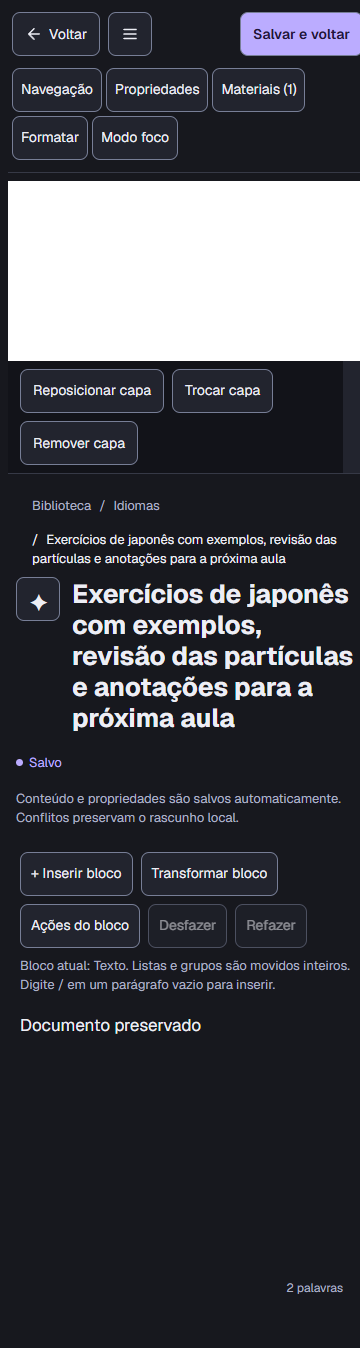 Voltar
Salvar e voltar
Navegação
Propriedades
Materiais (1)
Formatar
Modo foco
Reposicionar capa
Trocar capa
Remover capa
Biblioteca / Idiomas
/ Exercícios de japonês com exemplos, revisão das
partículas e anotações para a próxima aula
Exercícios de japonês
com exemplos,
revisão das partículas
e anotações para a
próxima aula
Salvo
Conteúdo e propriedades são salvos automaticamente.
Conflitos preservam o rascunho local.
+ Inserir bloco
Transformar bloco
Ações do bloco
Desfazer
Refazer
Bloco atual: Texto. Listas e grupos são movidos inteiros.
Digite / em um parágrafo vazio para inserir.
Documento preservado
2 palavras